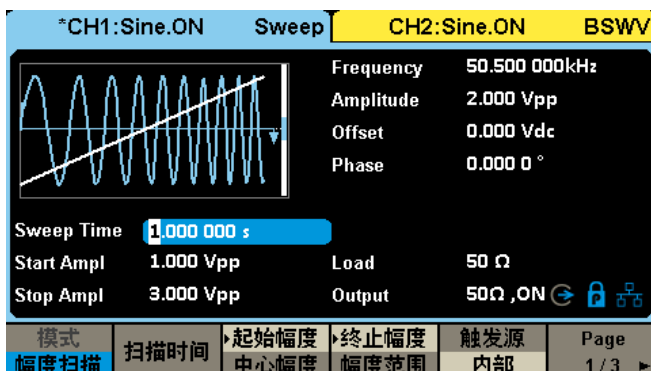 *CH1:Sine.ON Sweep CH2:Sine.ON BSWV
Frequency 50.500 000kHz
Amplitude 2.000 Vpp
Offset 0.000 Vdc
Phase 0.000 0 °
Sweep Time 1.000 000 s
Start Ampl 1.000 Vpp Load 50 Ω
Stop Ampl 3.000 Vpp Output 50Ω ,ON
模式 扫描时间 起始幅度 终止幅度 触发源 Page
幅度扫描 中心幅度 幅度范围 内部 1/3